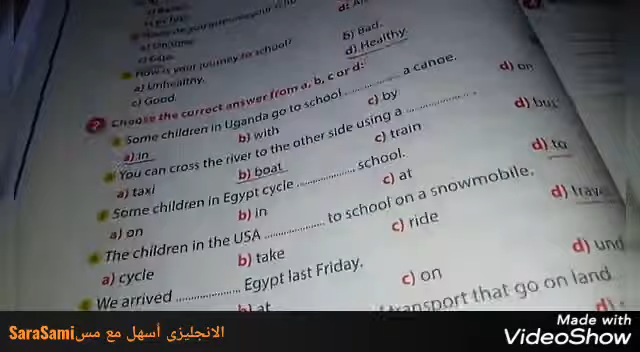 d) Healthy.
b) Bad.
How is your journey to school?
a) Unhealthy.
c) Good.
2 Choose the correct answer from a, b, c or d:
Some children in Uganda go to school ............ a canoe.
a) in b) with c) by d) on
You can cross the river to the other side using a ............ .
a) taxi b) boat c) train d) bus
Some children in Egypt cycle ............ school.
a) on b) in c) at d) to
The children in the USA ............ to school on a snowmobile.
a) cycle b) take c) ride d) trav
We arrived ............ Egypt last Friday.
b) at c) on d) und
transport that go on land
SaraSami الانجليزى أسهل مع مس
Made with
VideoShow